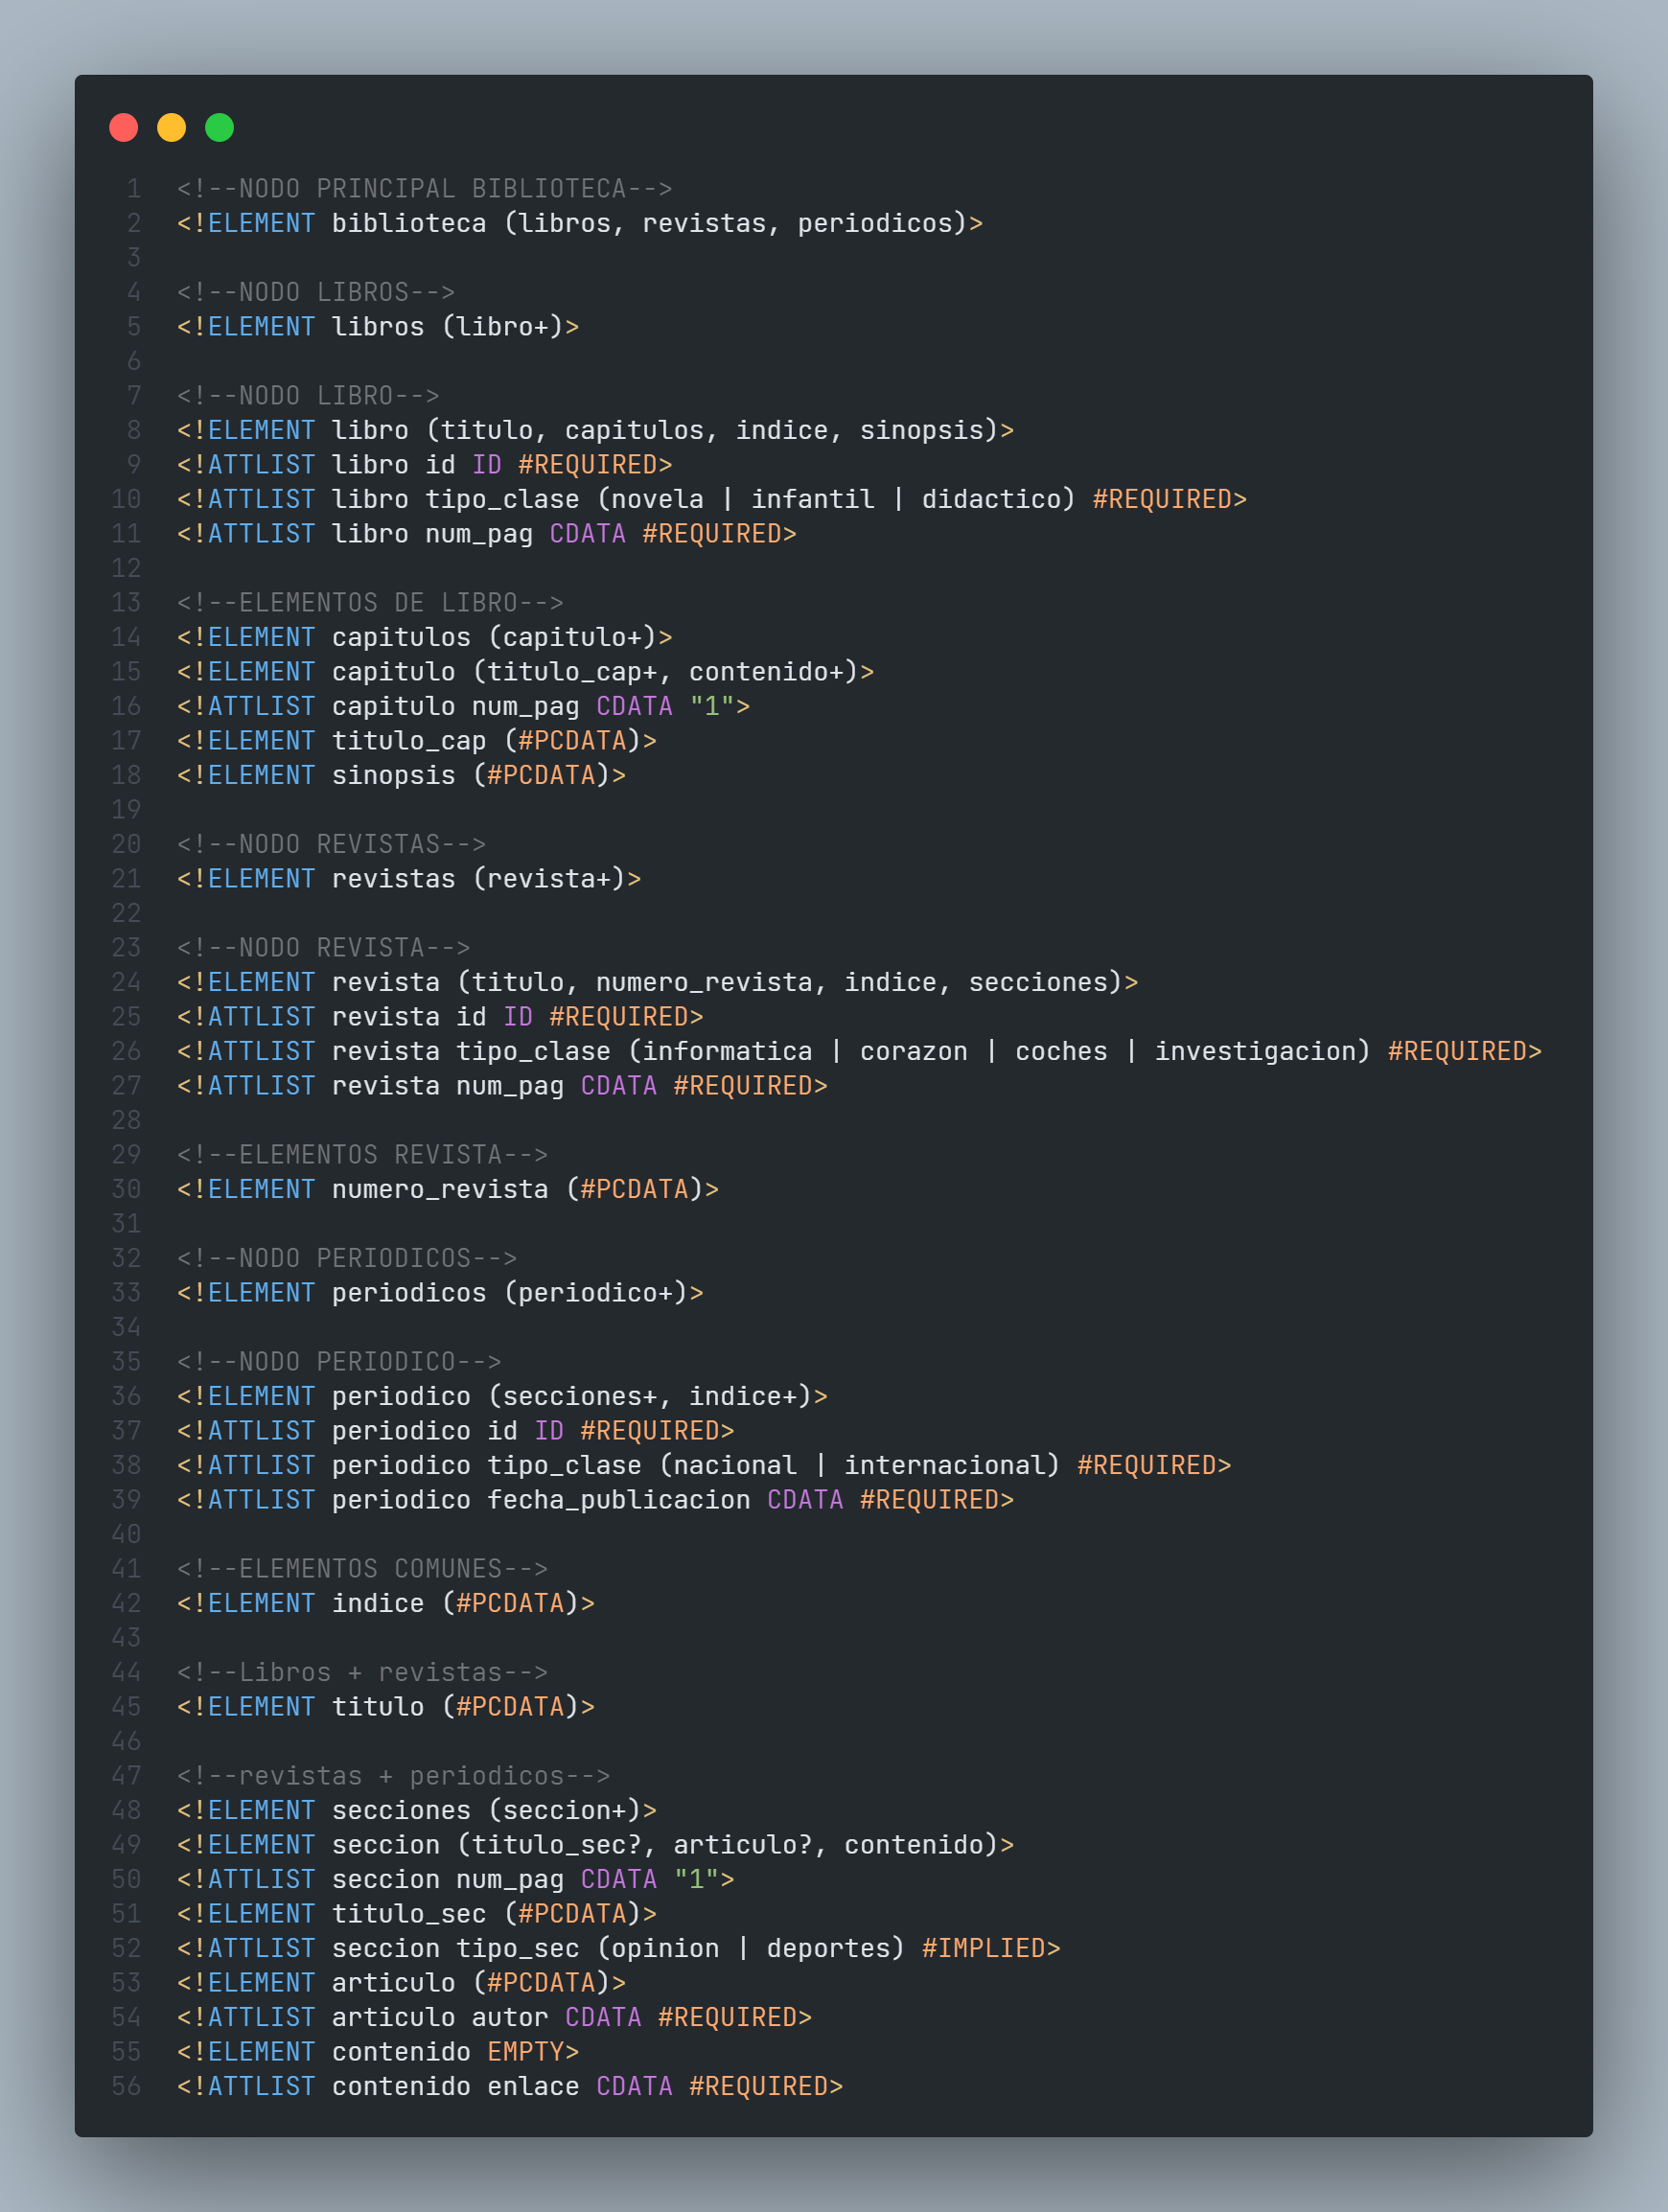 1 <!--NODO PRINCIPAL BIBLIOTECA-->
2 <!ELEMENT biblioteca (libros, revistas, periodicos)>
3
4 <!--NODO LIBROS-->
5 <!ELEMENT libros (libro+)>
6
7 <!--NODO LIBRO-->
8 <!ELEMENT libro (titulo, capitulos, indice, sinopsis)>
9 <!ATTLIST libro id ID #REQUIRED>
10 <!ATTLIST libro tipo_clase (novela | infantil | didactico) #REQUIRED>
11 <!ATTLIST libro num_pag CDATA #REQUIRED>
12
13 <!--ELEMENTOS DE LIBRO-->
14 <!ELEMENT capitulos (capitulo+)>
15 <!ELEMENT capitulo (titulo_cap+, contenido+)>
16 <!ATTLIST capitulo num_pag CDATA "1">
17 <!ELEMENT titulo_cap (#PCDATA)>
18 <!ELEMENT sinopsis (#PCDATA)>
19
20 <!--NODO REVISTAS-->
21 <!ELEMENT revistas (revista+)>
22
23 <!--NODO REVISTA-->
24 <!ELEMENT revista (titulo, numero_revista, indice, secciones)>
25 <!ATTLIST revista id ID #REQUIRED>
26 <!ATTLIST revista tipo_clase (informatica | corazon | coches | investigacion) #REQUIRED>
27 <!ATTLIST revista num_pag CDATA #REQUIRED>
28
29 <!--ELEMENTOS REVISTA-->
30 <!ELEMENT numero_revista (#PCDATA)>
31
32 <!--NODO PERIODICOS-->
33 <!ELEMENT periodicos (periodico+)>
34
35 <!--NODO PERIODICO-->
36 <!ELEMENT periodico (secciones+, indice+)>
37 <!ATTLIST periodico id ID #REQUIRED>
38 <!ATTLIST periodico tipo_clase (nacional | internacional) #REQUIRED>
39 <!ATTLIST periodico fecha_publicacion CDATA #REQUIRED>
40
41 <!--ELEMENTOS COMUNES-->
42 <!ELEMENT indice (#PCDATA)>
43
44 <!--Libros + revistas-->
45 <!ELEMENT titulo (#PCDATA)>
46
47 <!--revistas + periodicos-->
48 <!ELEMENT secciones (seccion+)>
49 <!ELEMENT seccion (titulo_sec?, articulo?, contenido)>
50 <!ATTLIST seccion num_pag CDATA "1">
51 <!ELEMENT titulo_sec (#PCDATA)>
52 <!ATTLIST seccion tipo_sec (opinion | deportes) #IMPLIED>
53 <!ELEMENT articulo (#PCDATA)>
54 <!ATTLIST articulo autor CDATA #REQUIRED>
55 <!ELEMENT contenido EMPTY>
56 <!ATTLIST contenido enlace CDATA #REQUIRED>